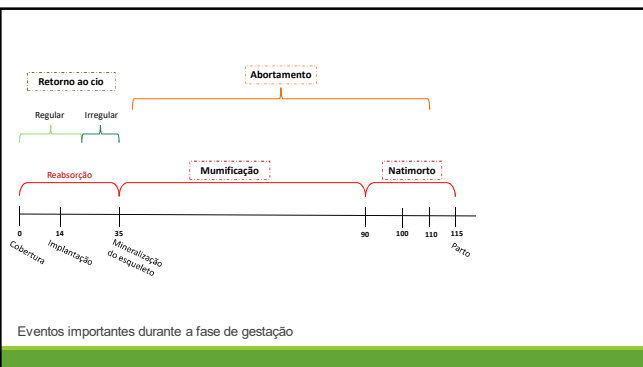 Retorno ao cio
Abortamento
Regular Irregular
Reabsorção
Mumificação
Natimorto
0 14 35 90 100 110 115
Cobertura
Implantação
Mineralização
do esqueleto
Parto
Eventos importantes durante a fase de gestação